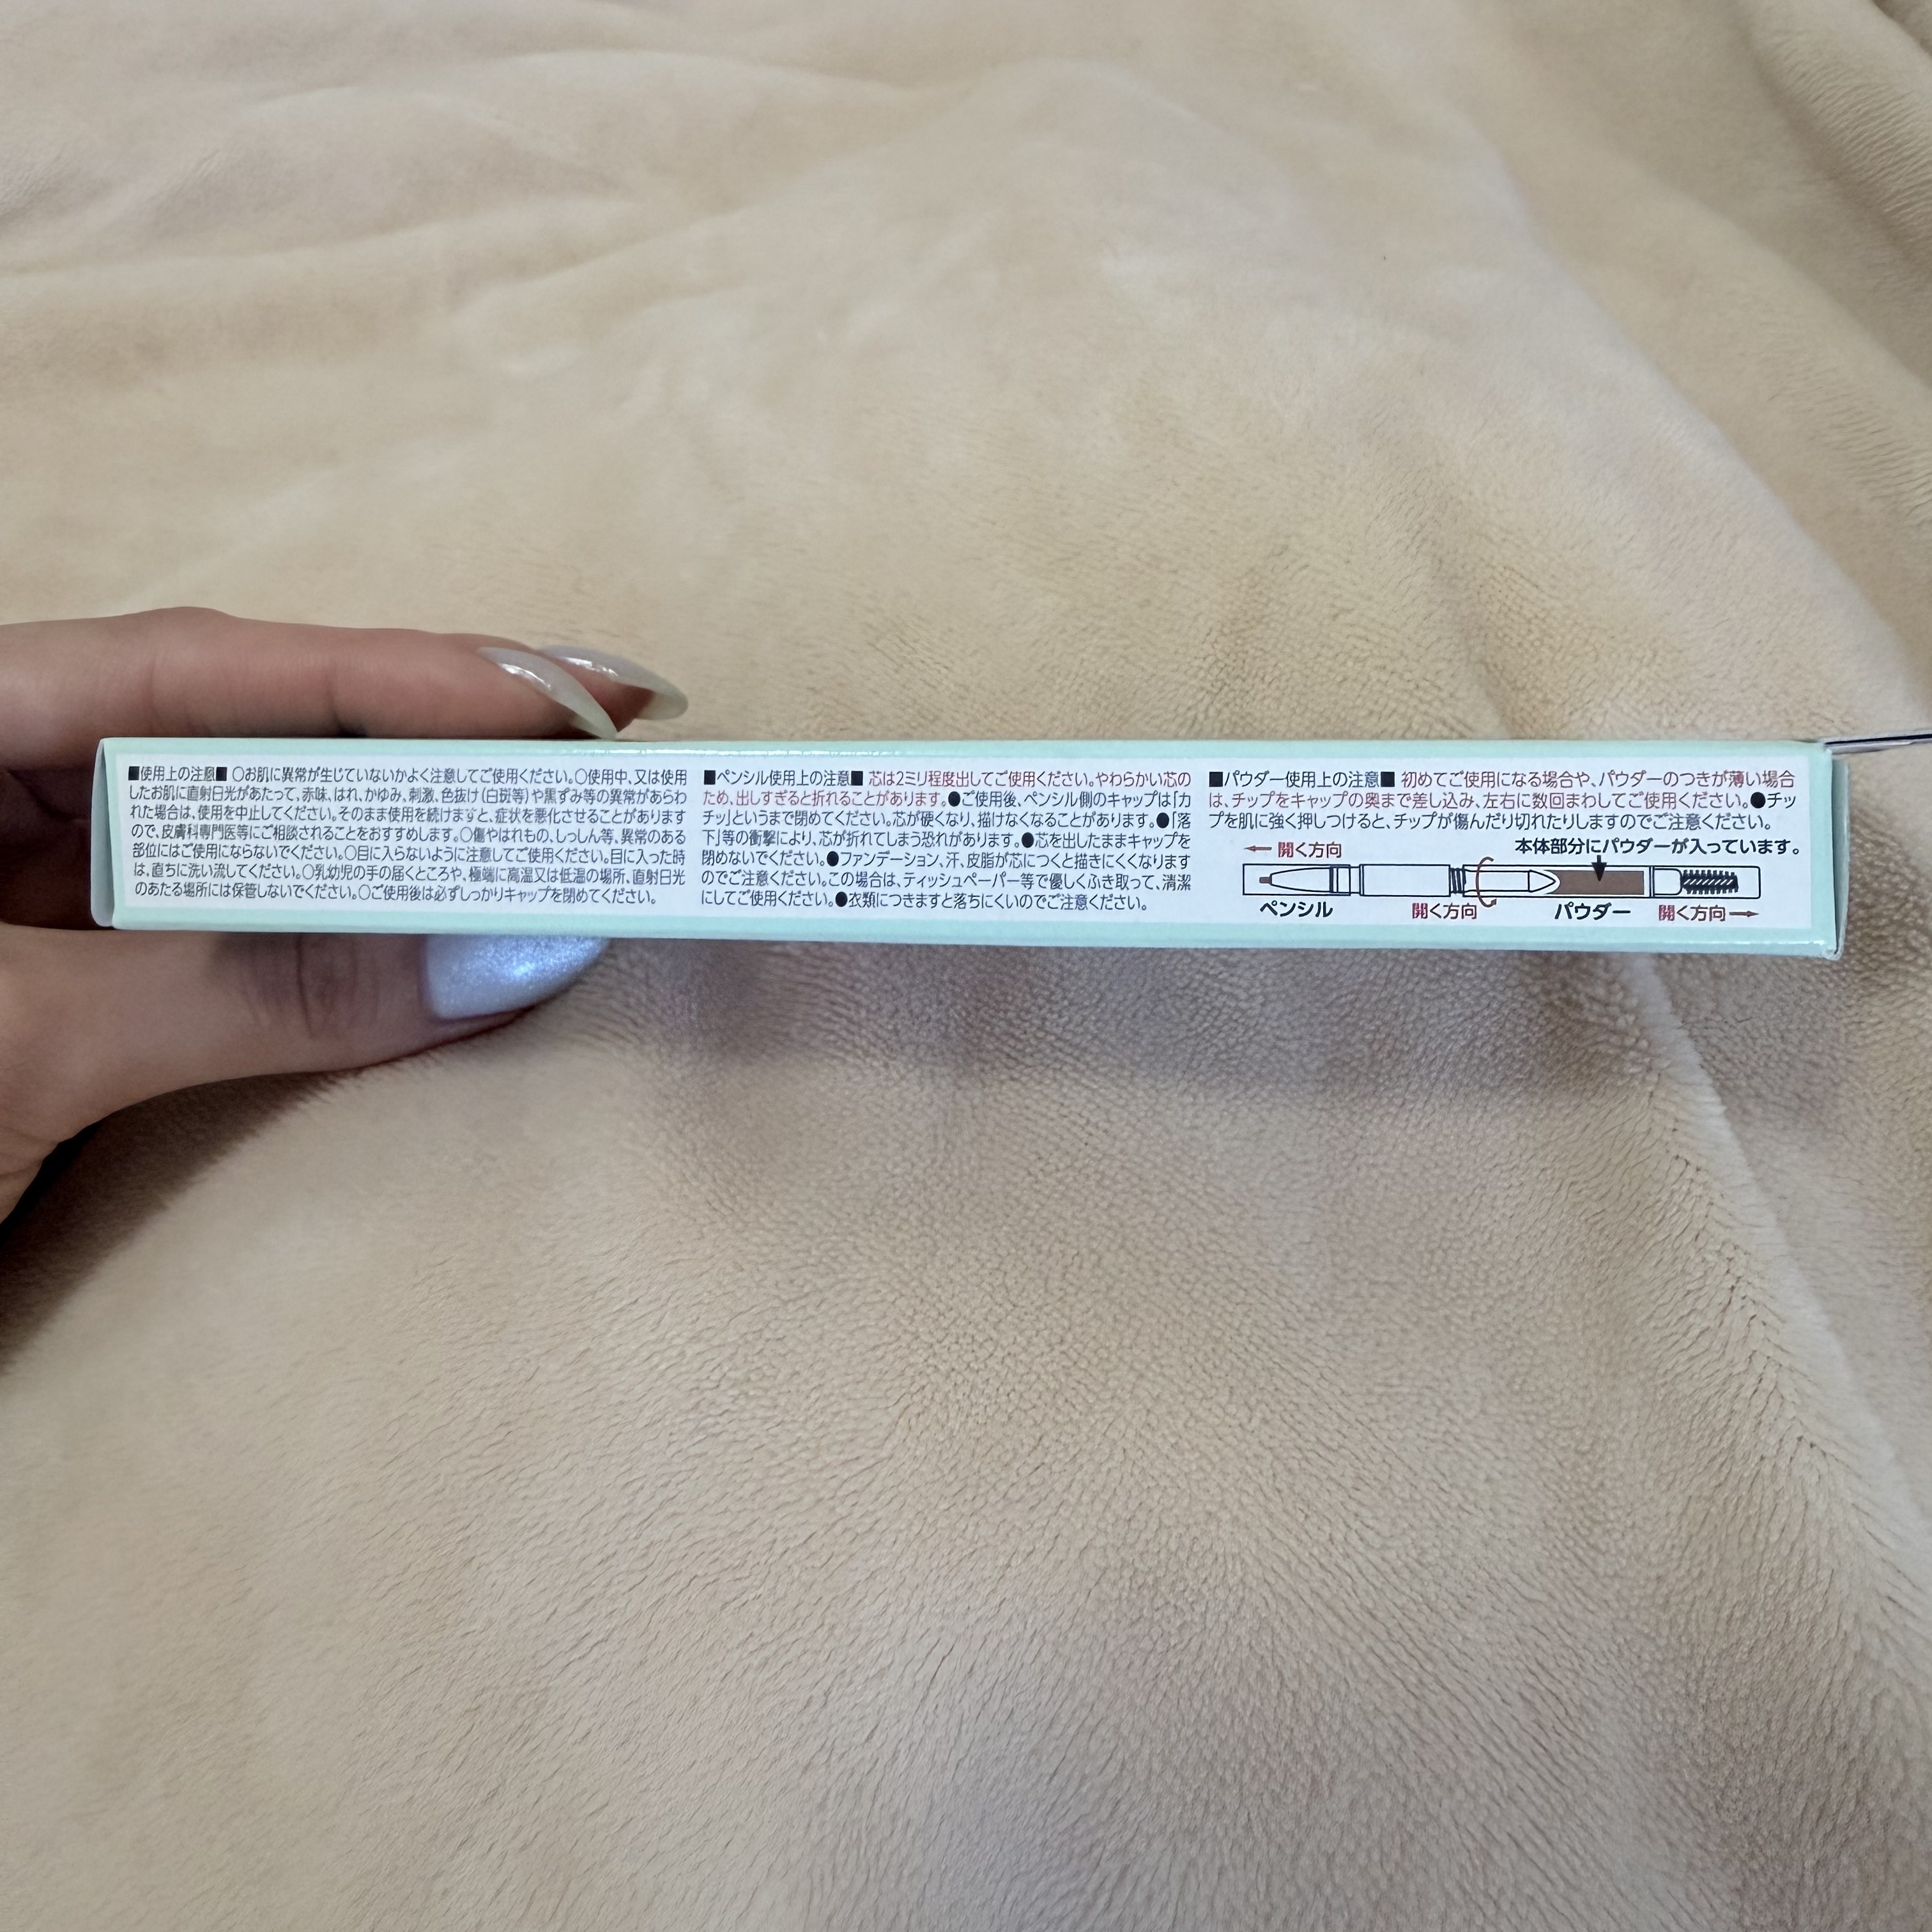 ■使用上の注意■ ○お肌に異常が生じていないかよく注意してご使用ください。○使用中、又は使用
したお肌に直射日光があたって、赤味、はれ、かゆみ、刺激、色抜け(白斑等)や黒ずみ等の異常があらわ
れた場合は、使用を中止してください。そのまま使用を続けますと、症状を悪化させることがあります
ので、皮膚科専門医等にご相談されることをおすすめします。○傷やはれもの、しっしん等、異常のある
部位にはご使用にならないでください。○目に入らないように注意してご使用ください。目に入った時
は、直ちに洗い流してください。○乳幼児の手の届くところや、極端に高温又は低温の場所、直射日光
のあたる場所には保管しないでください。○ご使用後は必ずしっかりキャップを閉めてください。
■ペンシル使用上の注意■ 芯は2ミリ程度出してご使用ください。やわらかい芯の
ため、出しすぎると折れることがあります。●ご使用後、ペンシル側のキャップは「カ
チッ」というまで閉めてください。芯が硬くなり、描けなくなることがあります。●「落
下」等の衝撃により、芯が折れてしまう恐れがあります。●芯を出したままキャップを
閉めないでください。●ファンデーション、汗、皮脂が芯につくと描きにくくなります
のでご注意ください。この場合は、ティッシュペーパー等で優しくふき取って、清潔
にしてご使用ください。●衣類につきますと落ちにくいのでご注意ください。
■パウダー使用上の注意■ 初めてご使用になる場合や、パウダーのつきが薄い場合
は、チップをキャップの奥まで差し込み、左右に数回まわしてご使用ください。●チッ
プを肌に強く押しつけると、チップが傷んだり切れたりしますのでご注意ください。
本体部分にパウダーが入っています。
← 開く方向
ペンシル 開く方向 パウダー 開く方向 →